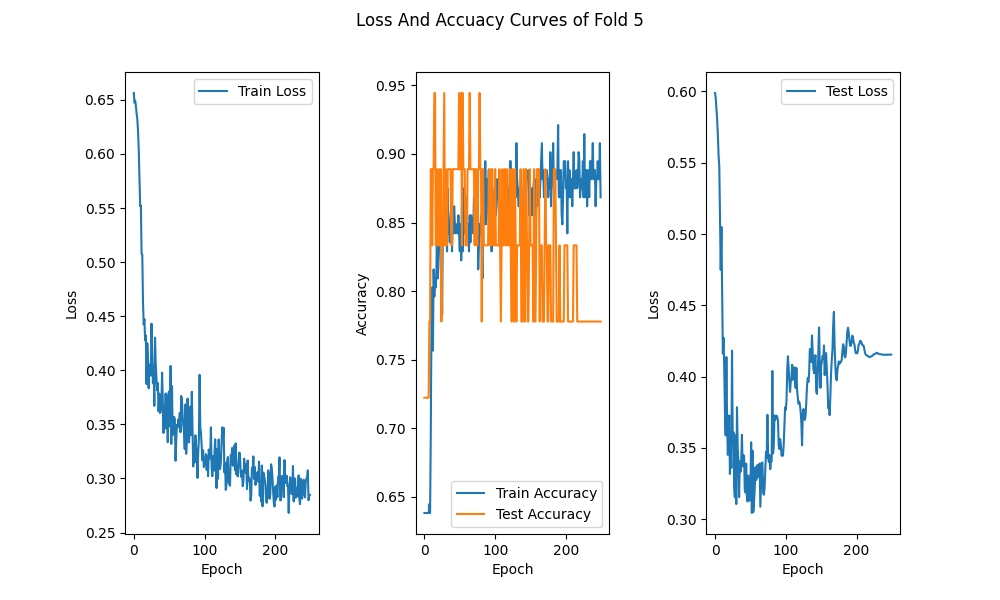 Loss And Accuacy Curves of Fold 5
Loss
0.65
0.60
0.55
0.50
0.45
0.40
0.35
0.30
0.25
Train Loss
0
100
200
Epoch
Accuracy
0.95
0.90
0.85
0.80
0.75
0.70
0.65
Train Accuracy
Test Accuracy
0
100
200
Epoch
Loss
0.60
0.55
0.50
0.45
0.40
0.35
0.30
Test Loss
0
100
200
Epoch